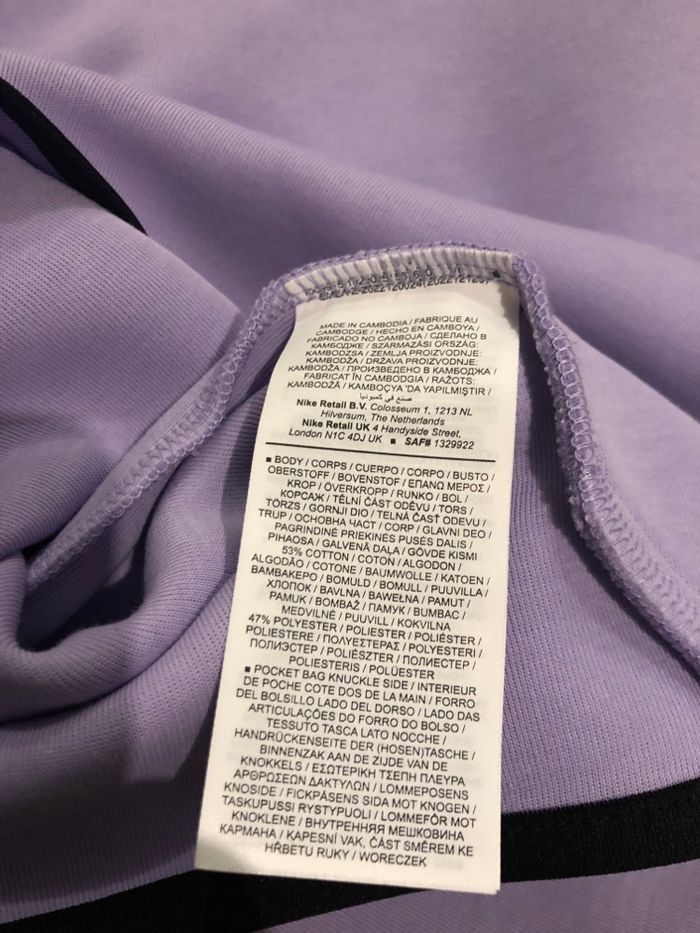 MADE IN CAMBODIA / FABRIQUE AU
CAMBODGE / HECHO EN CAMBOYA /
FABRICADO NO CAMBOJA / СДЕЛАНО В
КАМБОДЖЕ / SZÁRMAZÁSI ORSZÁG:
KAMBODZSA / ZEMLJA PROIZVODNJE:
KAMBODŽA / DRŽAVA PROIZVODNJE:
KAMBODŽA / ПРОИЗВЕДЕНО В КАМБОДЖА /
FABRICAT ÎN CAMBODGIA / RAŽOTS:
KAMBODŽĀ / KAMBOÇYA 'DA YAPILMIŞTIR /
صنع في كمبوديا
Nike Retail B.V. Colosseum 1, 1213 NL
Hilversum, The Netherlands
Nike Retail UK 4 Handyside Street,
London N1C 4DJ UK ■ SAF# 1329922
■ BODY / CORPS / CUERPO / CORPO / BUSTO /
OBERSTOFF / BOVENSTOF / ΕΠΑΝΩ ΜΕΡΟΣ /
KROP / ÖVERKROPP / RUNKO / BOL /
КОРСАЖ / TĚLNÍ ČÁST ODĚVU / TORS /
TÖRZS / GORNJI DIO / TELNÁ ČASŤ ODEVU /
TRUP / ОСНОВНА ЧАСТ / CORP / GLAVNI DEO /
PAGRINDINĖ PRIEKINĖS PUSĖS DALIS /
PIHAOSA / GALVENĀ DAĻA / GÖVDE KISMI
53% COTTON / COTON / ALGODON /
ALGODÃO / COTONE / BAUMWOLLE / KATOEN /
ΒΑΜΒΑΚΕΡΟ / BOMULD / BOMULL / PUUVILLA /
ХЛОПОК / BAVLNA / BAWEŁNA / PAMUT /
PAMUK / BOMBAŽ / ПАМУК / BUMBAC /
MEDVILNĖ / PUUVILL / KOKVILNA
47% POLYESTER / POLIESTER / POLIÉSTER /
POLIESTERE / ΠΟΛΥΕΣΤΕΡΑΣ / POLYESTERI /
ПОЛИЭСТЕР / POLIÉSZTER / ПОЛИЕСТЕР /
POLIESTERIS / POLÜESTER
■ POCKET BAG KNUCKLE SIDE / INTERIEUR
DE POCHE COTE DOS DE LA MAIN / FORRO
DEL BOLSILLO LADO DEL DORSO / LADO DAS
ARTICULAÇÕES DO FORRO DO BOLSO /
TESSUTO TASCA LATO NOCCHE /
HANDRÜCKENSEITE DER (HOSEN)TASCHE /
BINNENZAK AAN DE ZIJDE VAN DE
KNOKKELS / ΕΣΩΤΕΡΙΚΗ ΤΣΕΠΗ ΠΛΕΥΡΑ
ΑΡΘΡΩΣΕΩΝ ΔΑΚΤΥΛΩΝ / LOMMEPOSENS
KNOSIDE / FICKPÅSENS SIDA MOT KNOGEN /
TASKUPUSSI RYSTYPUOLI / LOMMEFÔR MOT
KNOKLENE / ВНУТРЕННЯЯ МЕШКОВИНА
КАРМАНА / KAPESNÍ VAK, ČÁST SMĚREM KE
HŘBETU RUKY / WORECZEK